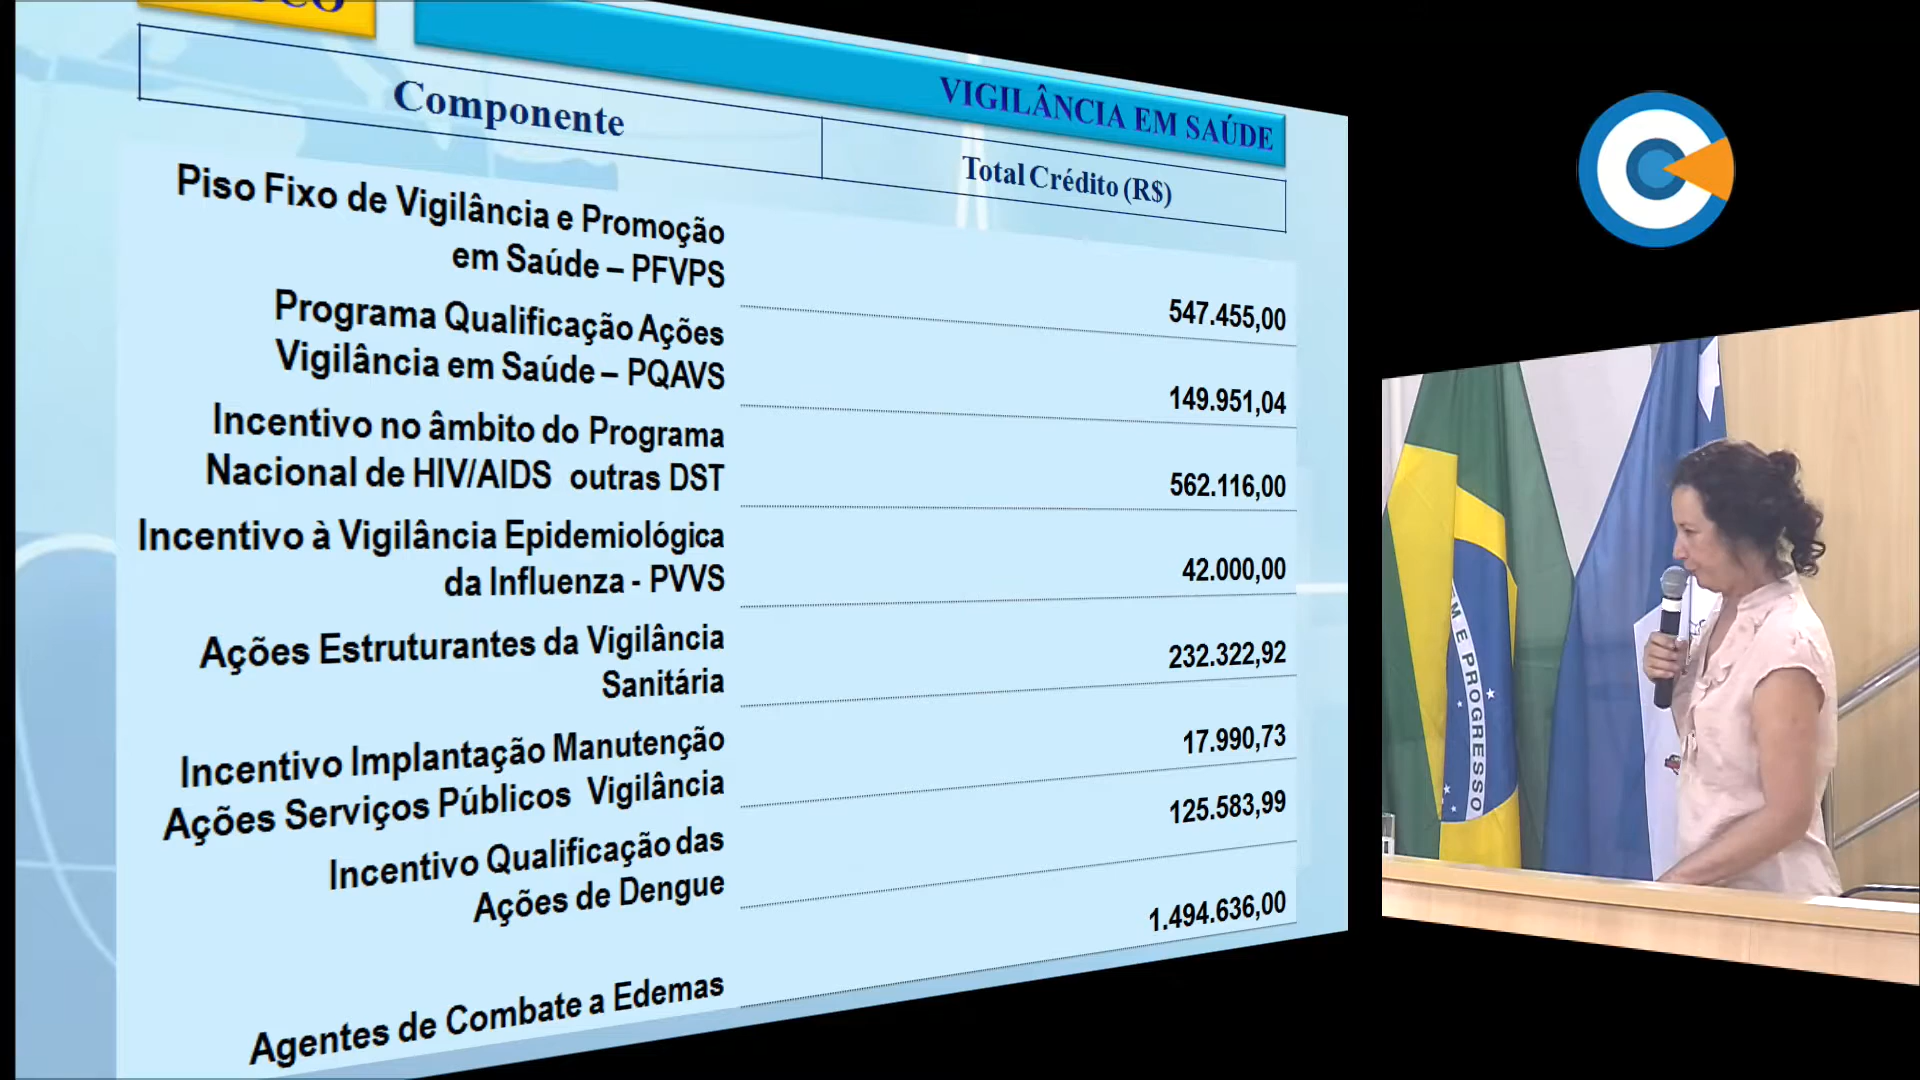 VIGILÂNCIA EM SAÚDE
Componente
Total Crédito (R$)
Piso Fixo de Vigilância e Promoção
em Saúde – PFVPS
547.455,00
Programa Qualificação Ações
Vigilância em Saúde – PQAVS
149.951,04
Incentivo no âmbito do Programa
Nacional de HIV/AIDS outras DST
562.116,00
Incentivo à Vigilância Epidemiológica
da Influenza - PVVS
42.000,00
Ações Estruturantes da Vigilância
Sanitária
232.322,92
Incentivo Implantação Manutenção
Ações Serviços Públicos Vigilância
17.990,73
Incentivo Qualificação das
Ações de Dengue
125.583,99
Agentes de Combate a Edemas
1.494.636,00
M E PROGRESSO